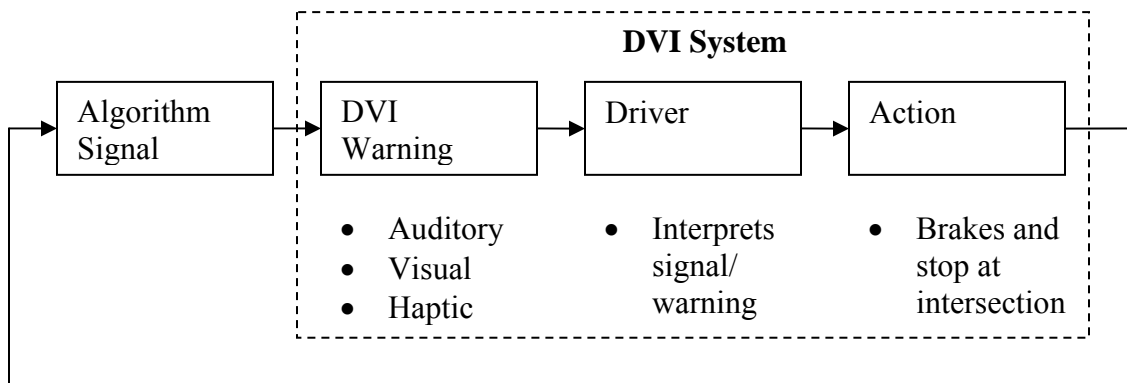 DVI System
Algorithm
Signal
DVI
Warning
Driver
Action
• Auditory
• Visual
• Haptic
• Interprets
signal/
warning
• Brakes and
stop at
intersection